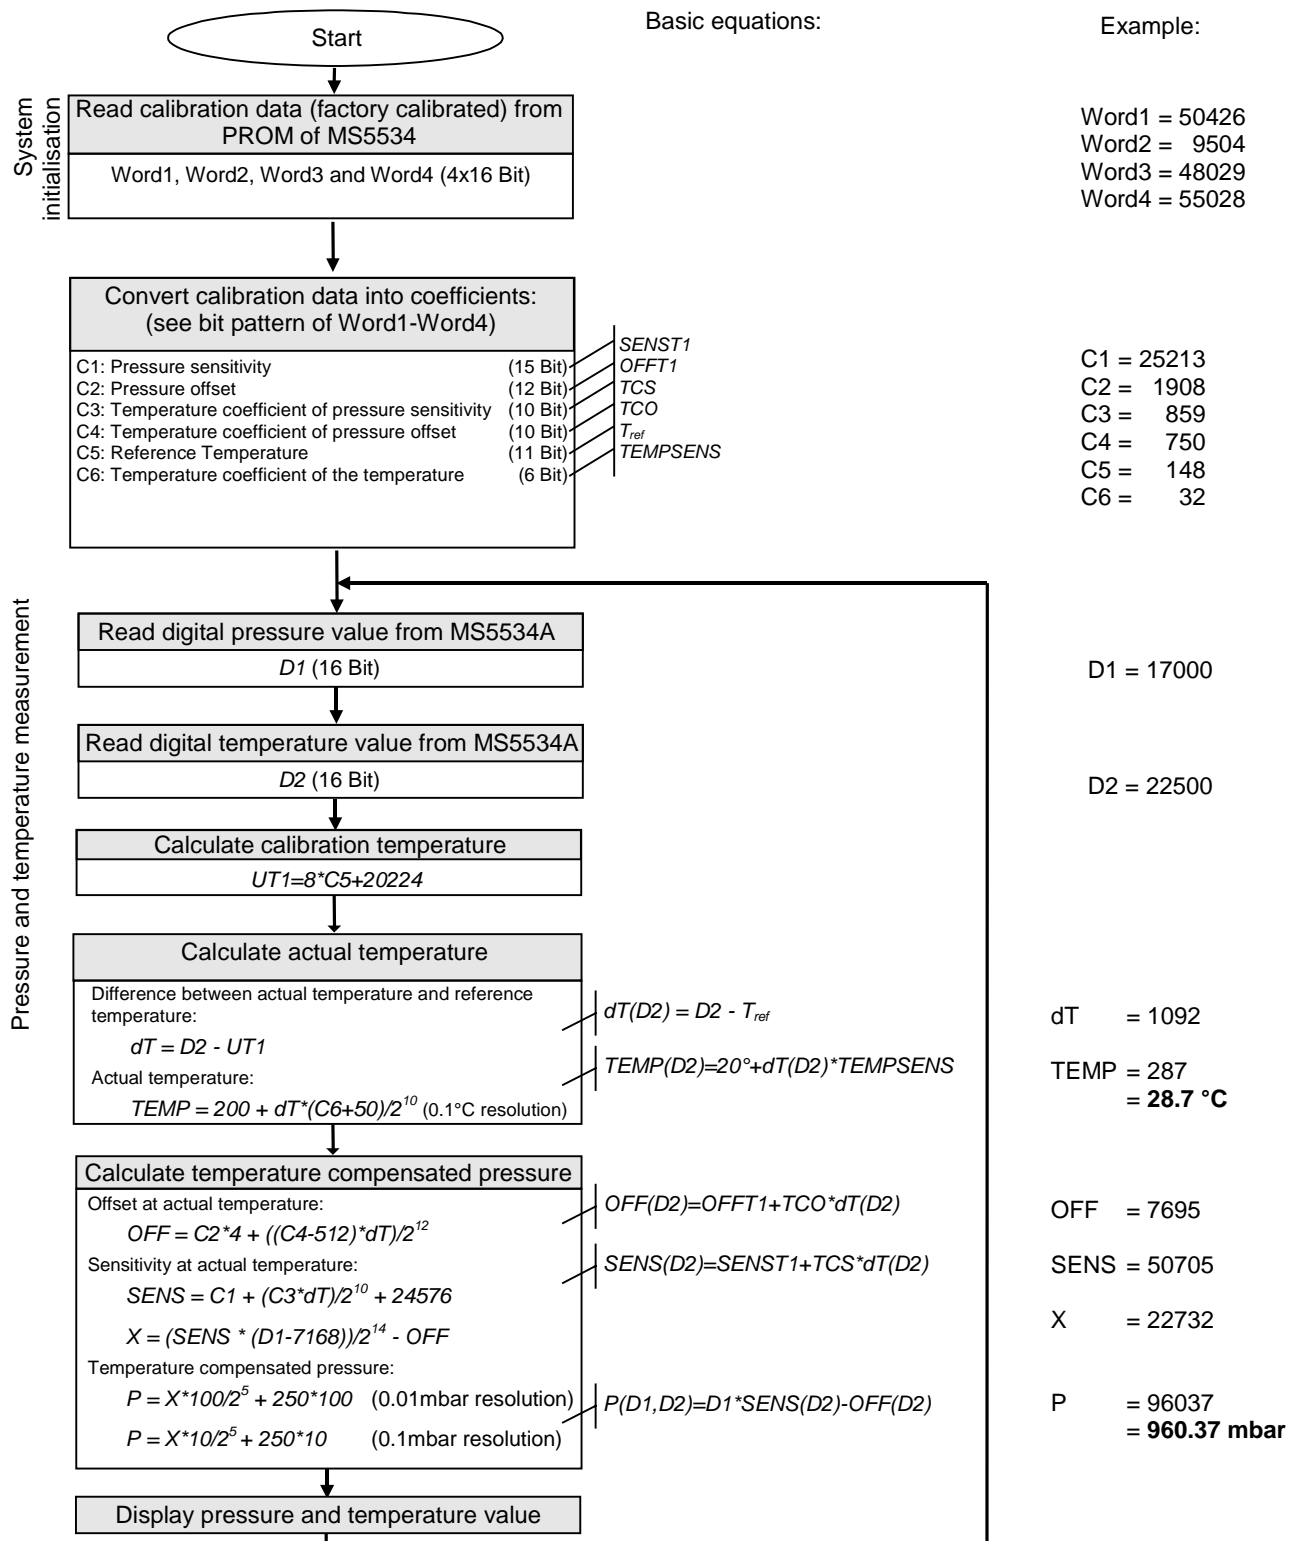 Basic equations:
Example:
Start
System
initialisation
Read calibration data (factory calibrated) from
PROM of MS5534
Word1, Word2, Word3 and Word4 (4x16 Bit)
Word1 = 50426
Word2 = 9504
Word3 = 48029
Word4 = 55028
Convert calibration data into coefficients:
(see bit pattern of Word1-Word4)
C1: Pressure sensitivity (15 Bit)
C2: Pressure offset (12 Bit)
C3: Temperature coefficient of pressure sensitivity (10 Bit)
C4: Temperature coefficient of pressure offset (10 Bit)
C5: Reference Temperature (11 Bit)
C6: Temperature coefficient of the temperature (6 Bit)
SENST1
OFFT1
TCS
TCO
Tref
TEMPSENS
C1 = 25213
C2 = 1908
C3 = 859
C4 = 750
C5 = 148
C6 = 32
Pressure and temperature measurement
Read digital pressure value from MS5534A
D1 (16 Bit)
D1 = 17000
Read digital temperature value from MS5534A
D2 (16 Bit)
D2 = 22500
Calculate calibration temperature
UT1=8*C5+20224
Calculate actual temperature
Difference between actual temperature and reference
temperature:
dT = D2 - UT1
Actual temperature:
TEMP = 200 + dT*(C6+50)/2^10 (0.1°C resolution)
dT(D2) = D2 - Tref
TEMP(D2)=20°+dT(D2)*TEMPSENS
dT = 1092
TEMP = 287
= 28.7 °C
Calculate temperature compensated pressure
Offset at actual temperature:
OFF = C2*4 + ((C4-512)*dT)/2^12
Sensitivity at actual temperature:
SENS = C1 + (C3*dT)/2^10 + 24576
X = (SENS * (D1-7168))/2^14 - OFF
Temperature compensated pressure:
P = X*100/2^5 + 250*100 (0.01mbar resolution)
P = X*10/2^5 + 250*10 (0.1mbar resolution)
OFF(D2)=OFFT1+TCO*dT(D2)
SENS(D2)=SENST1+TCS*dT(D2)
P(D1,D2)=D1*SENS(D2)-OFF(D2)
OFF = 7695
SENS = 50705
X = 22732
P = 96037
= 960.37 mbar
Display pressure and temperature value